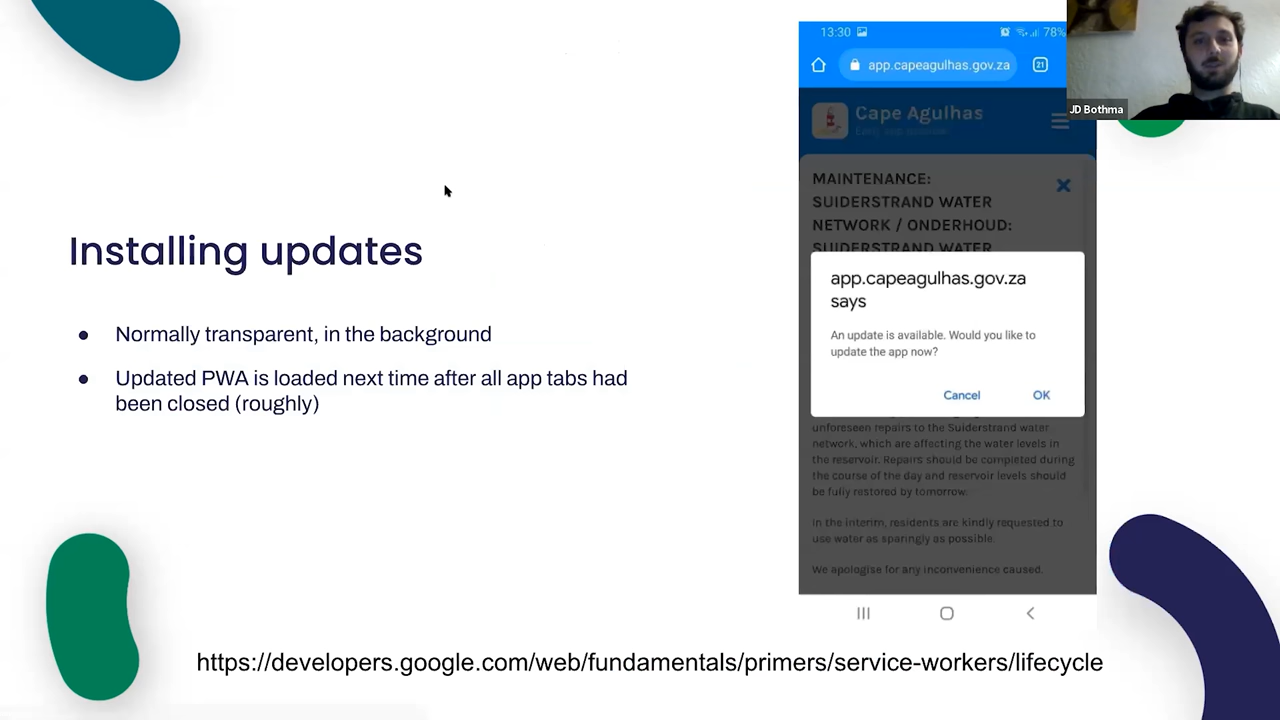 Installing updates
● Normally transparent, in the background
● Updated PWA is loaded next time after all app tabs had
been closed (roughly)
13:30
78%
app.capeagulhas.gov.za
21
Cape Agulhas
MAINTENANCE:
SUIDERSTRAND WATER
NETWORK / ONDERHOUD:
SUIDERSTRAND WATER
app.capeagulhas.gov.za
says
An update is available. Would you like to
update the app now?
Cancel
OK
unforeseen repairs to the Suiderstrand water
network, which are affecting the water levels in
the reservoir. Repairs should be completed during
the course of the day and reservoir levels should
be fully restored by tomorrow.
In the interim, residents are kindly requested to
use water as sparingly as possible.
We apologise for any inconvenience caused.
JD Bothma
https://developers.google.com/web/fundamentals/primers/service-workers/lifecycle